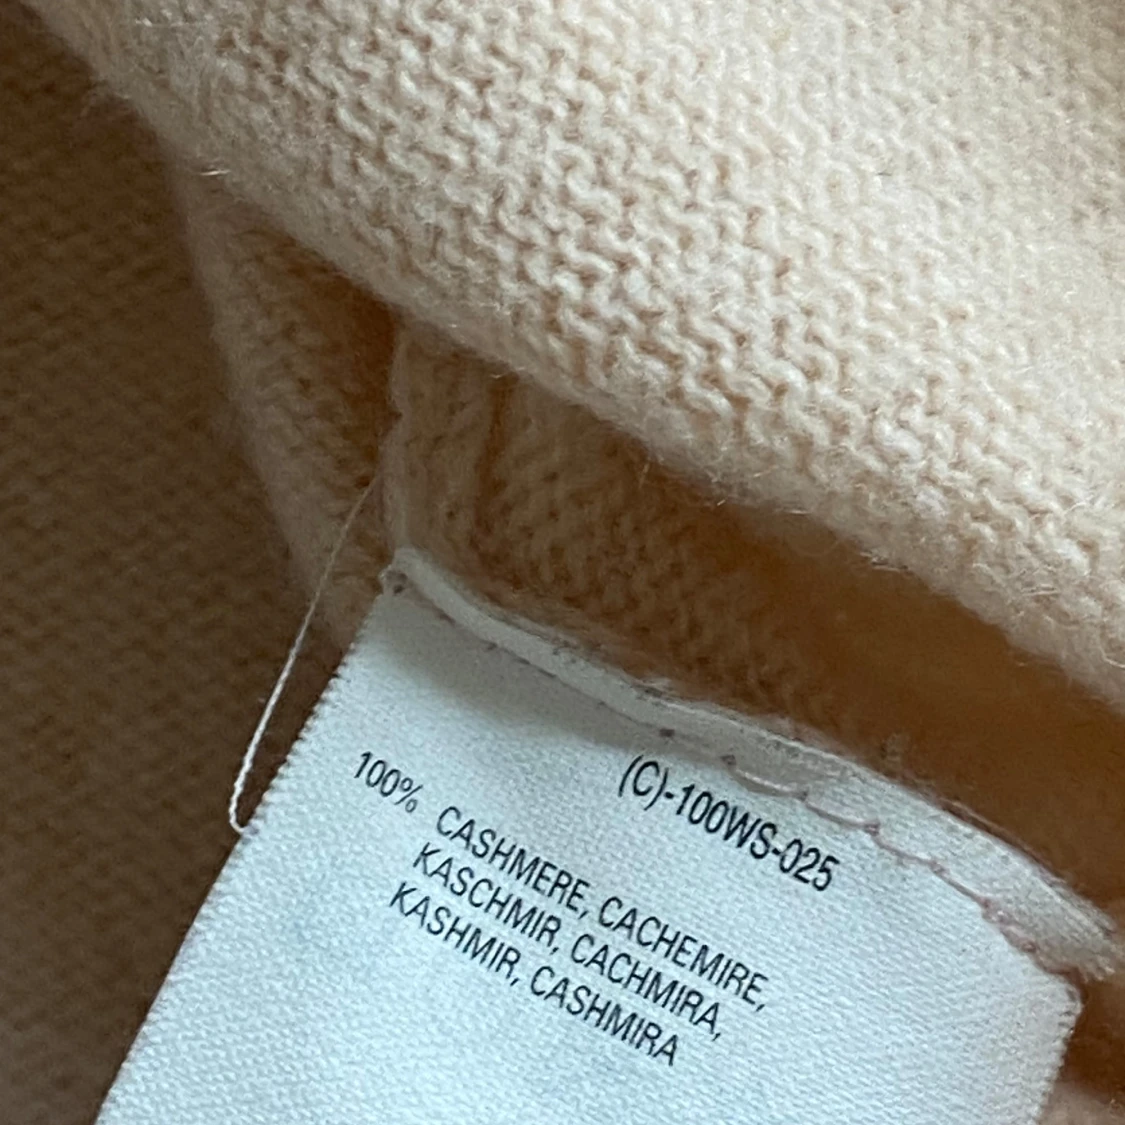 (C)-100WS-025
100% CASHMERE, CACHEMIRE,
KASCHMIR, CACHMIRA,
KASHMIR, CASHMIRA